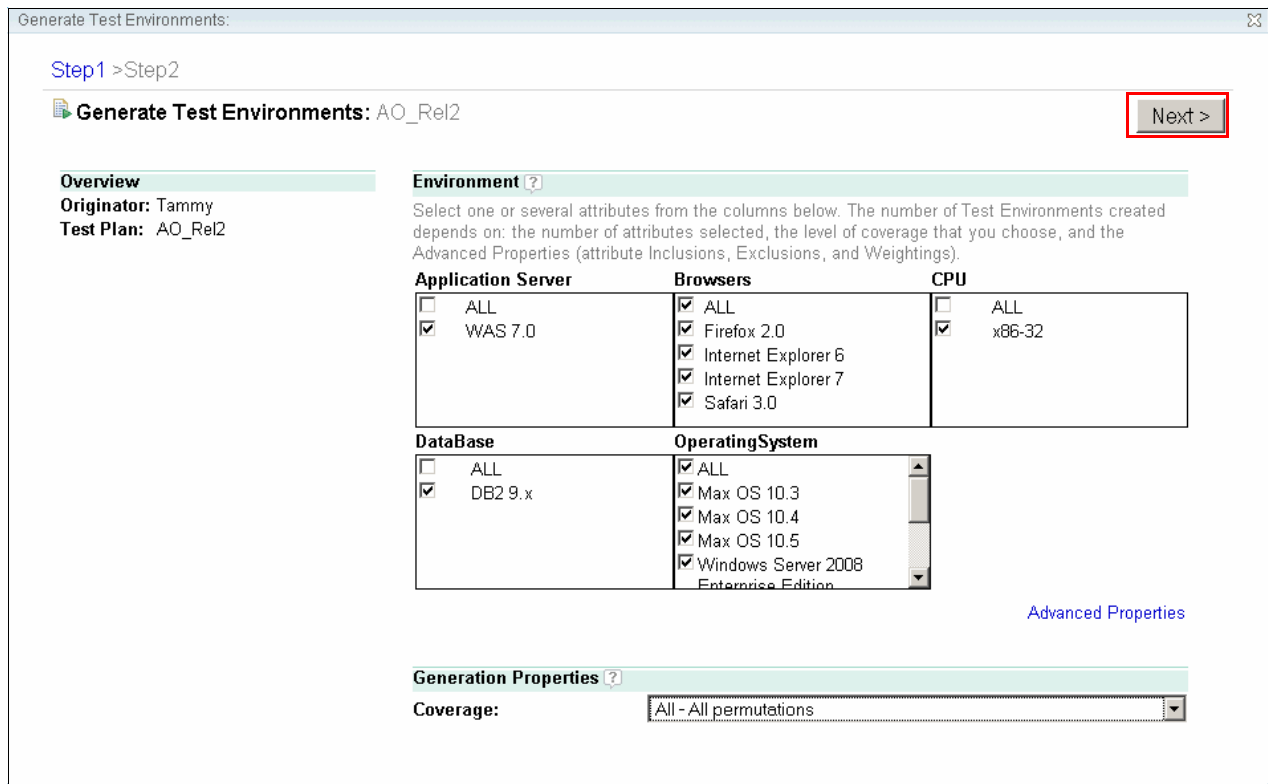 Generate Test Environments:
Step1 >Step2
Generate Test Environments: AO_Rel2
Next >
Overview
Originator: Tammy
Test Plan: AO_Rel2
Environment ?
Select one or several attributes from the columns below. The number of Test Environments created
depends on: the number of attributes selected, the level of coverage that you choose, and the
Advanced Properties (attribute Inclusions, Exclusions, and Weightings).
Application Server
ALL
WAS 7.0
Browsers
ALL
Firefox 2.0
Internet Explorer 6
Internet Explorer 7
Safari 3.0
CPU
ALL
x86-32
DataBase
ALL
DB2 9.x
OperatingSystem
ALL
Max OS 10.3
Max OS 10.4
Max OS 10.5
Windows Server 2008
Enterprise Edition
Advanced Properties
Generation Properties ?
Coverage:
All - All permutations